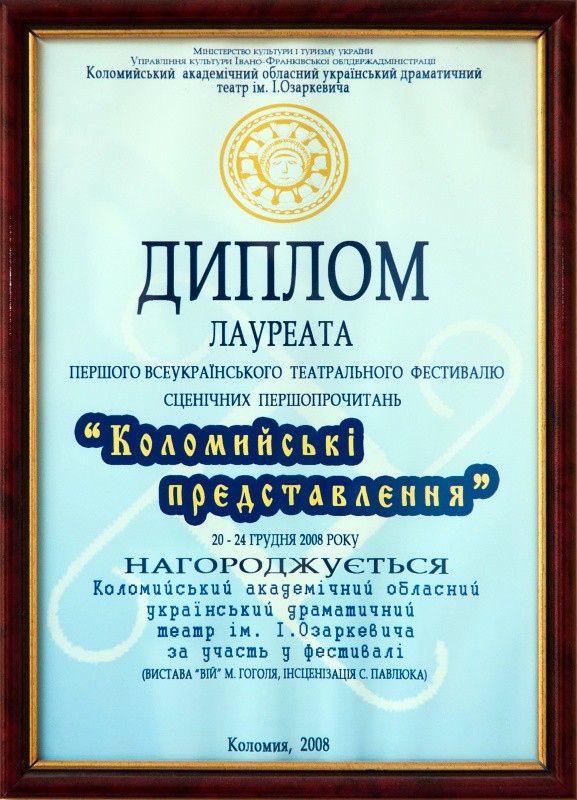 Міністерство культури і туризму україни
Управління культури Івано-Франківської облдержадміністрації
Коломийський академічний обласний український драматичний
театр ім. І.Озаркевича
ДИПЛОМ
ЛАУРЕАТА
ПЕРШОГО ВСЕУКРАЇНСЬКОГО ТЕАТРАЛЬНОГО ФЕСТИВАЛЮ
СЦЕНІЧНИХ ПЕРШОПРОЧИТАНЬ
“Коломийські
представлення”
20 - 24 ГРУДНЯ 2008 РОКУ
НАГОРОДЖУЄТЬСЯ
Коломийський академічний обласний
український драматичний
театр ім. І.Озаркевича
за участь у фестивалі
(ВИСТАВА “ВІЙ” М. ГОГОЛЯ, ІНСЦЕНІЗАЦІЯ С. ПАВЛЮКА)
Коломия, 2008